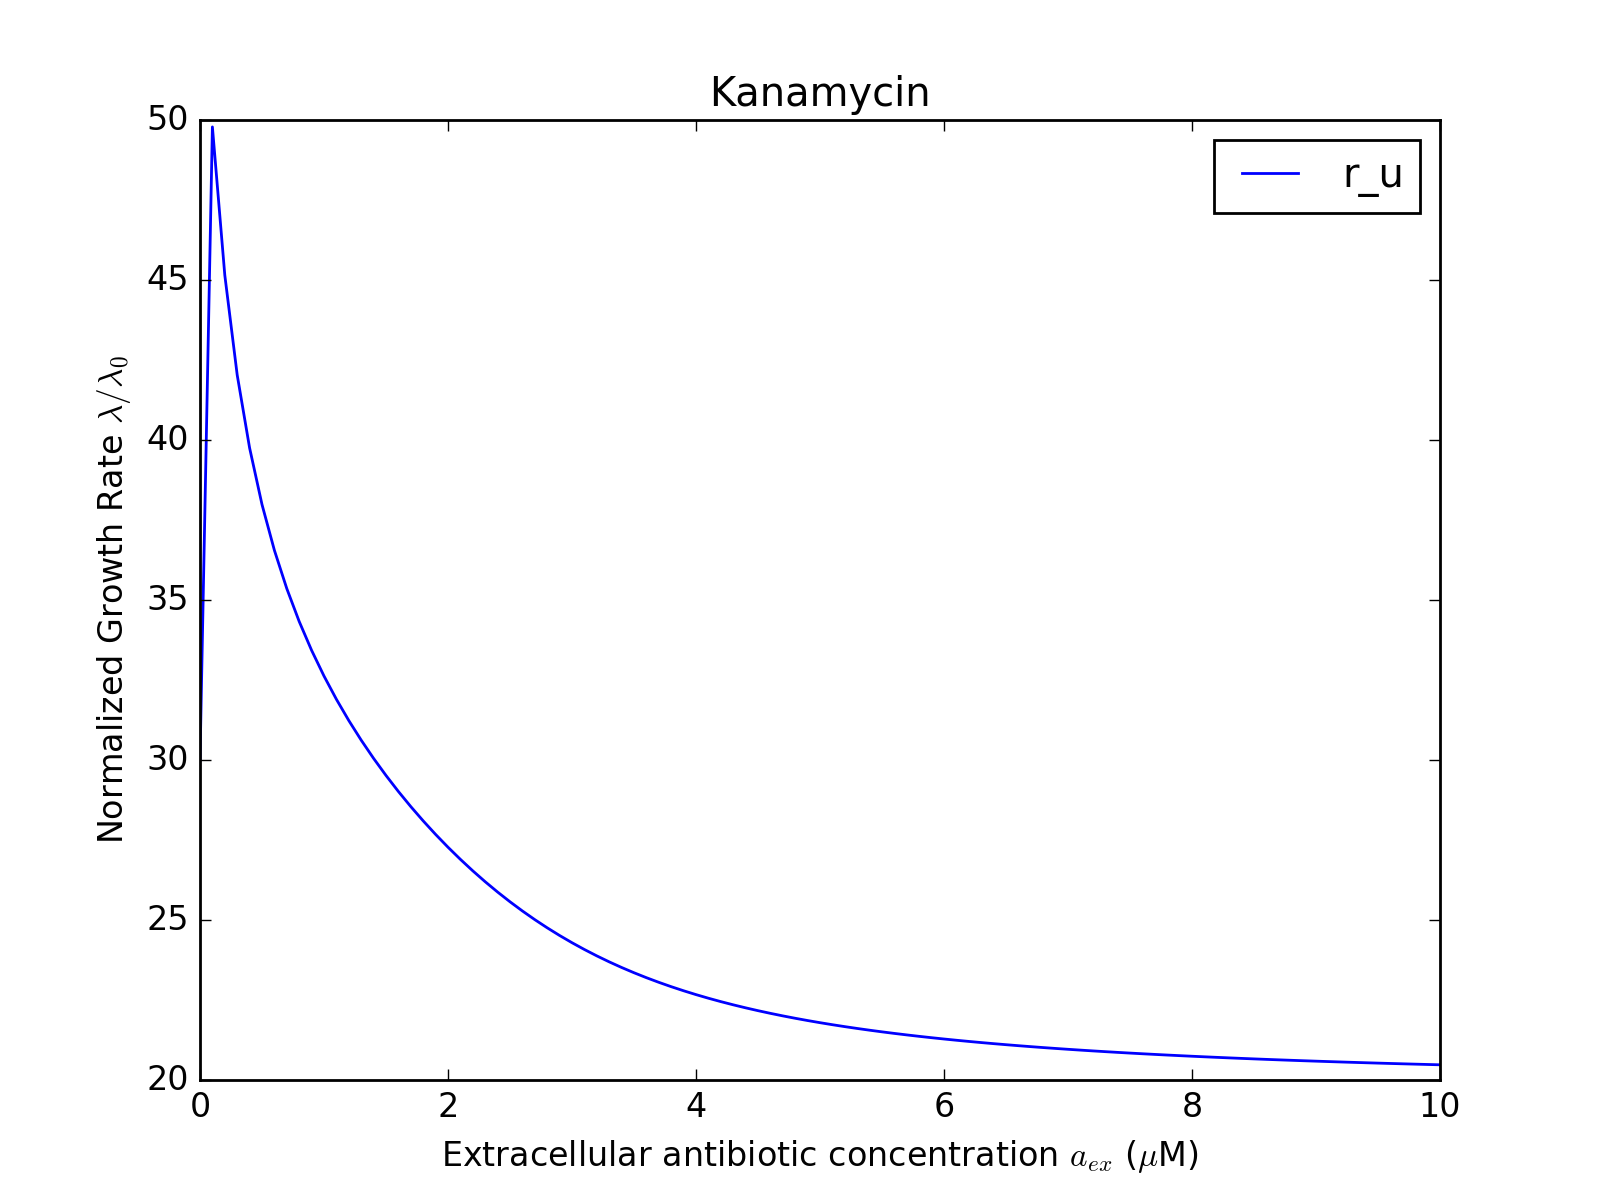 Kanamycin
r_u
50
45
40
35
30
25
20
Normalized Growth Rate λ/λ₀
0 2 4 6 8 10
Extracellular antibiotic concentration aₑₓ (μM)